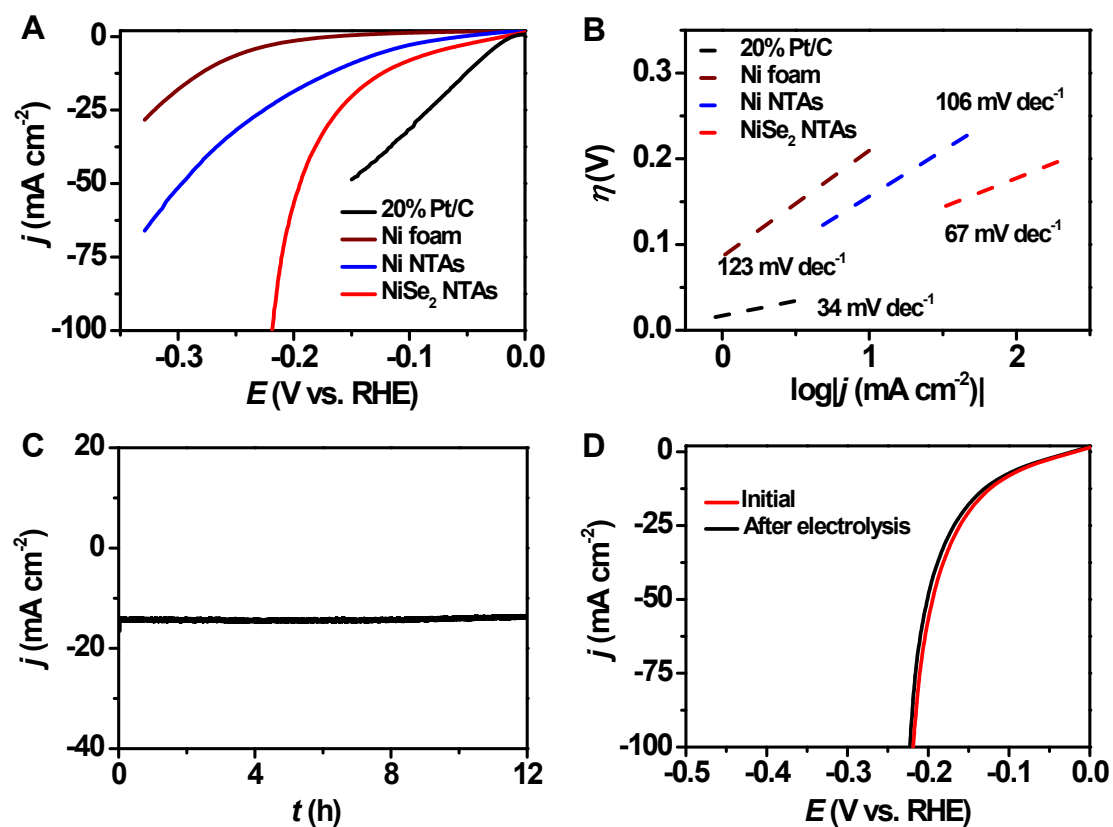 A
0
-25
-50
-75
-100
j (mA cm⁻²)
20% Pt/C
Ni foam
Ni NTAs
NiSe₂ NTAs
-0.3
-0.2
-0.1
0.0
E (V vs. RHE)
B
0.3
0.2
0.1
0.0
η(V)
20% Pt/C
Ni foam
Ni NTAs
NiSe₂ NTAs
106 mV dec⁻¹
67 mV dec⁻¹
123 mV dec⁻¹
34 mV dec⁻¹
0
1
2
log|j (mA cm⁻²)|
C
20
0
-20
-40
j (mA cm⁻²)
0
4
8
12
t (h)
D
0
-25
-50
-75
-100
j (mA cm⁻²)
Initial
After electrolysis
-0.5
-0.4
-0.3
-0.2
-0.1
0.0
E (V vs. RHE)